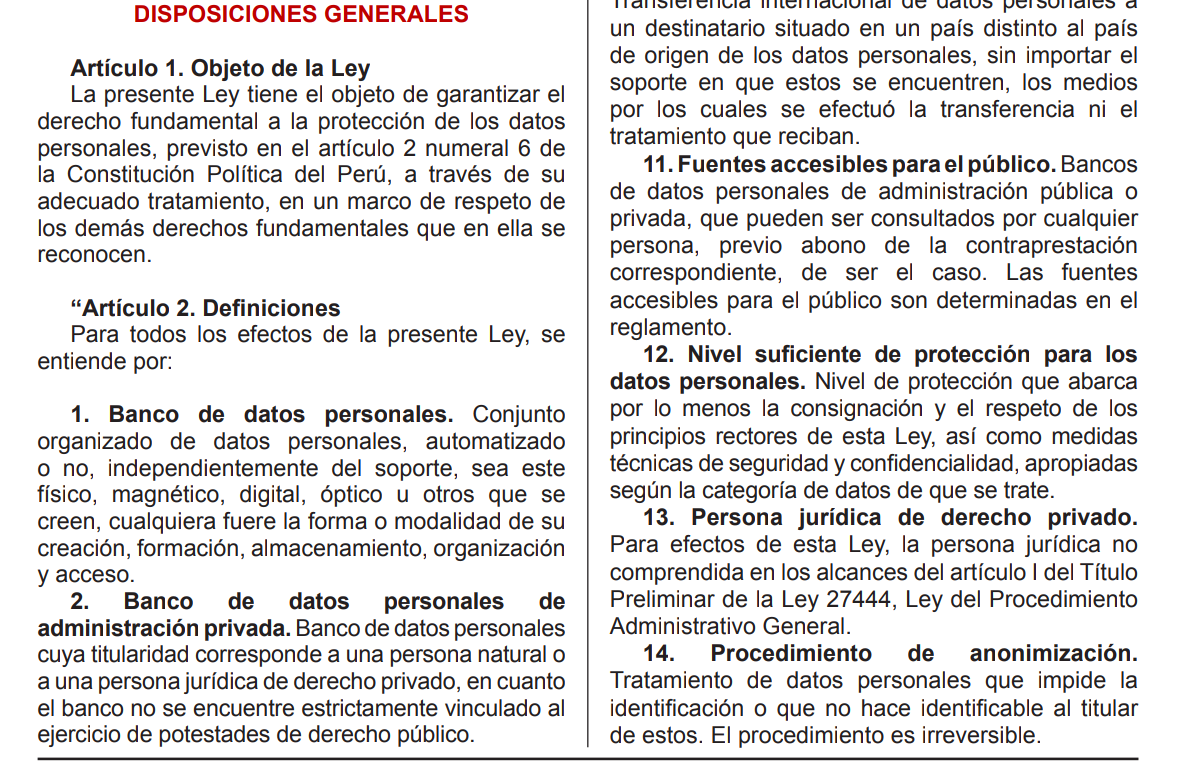 DISPOSICIONES GENERALES
Artículo 1. Objeto de la Ley
La presente Ley tiene el objeto de garantizar el
derecho fundamental a la protección de los datos
personales, previsto en el artículo 2 numeral 6 de
la Constitución Política del Perú, a través de su
adecuado tratamiento, en un marco de respeto de
los demás derechos fundamentales que en ella se
reconocen.
“Artículo 2. Definiciones
Para todos los efectos de la presente Ley, se
entiende por:
1. Banco de datos personales. Conjunto
organizado de datos personales, automatizado
o no, independientemente del soporte, sea este
físico, magnético, digital, óptico u otros que se
creen, cualquiera fuere la forma o modalidad de su
creación, formación, almacenamiento, organización
y acceso.
2. Banco de datos personales de
administración privada. Banco de datos personales
cuya titularidad corresponde a una persona natural o
a una persona jurídica de derecho privado, en cuanto
el banco no se encuentre estrictamente vinculado al
ejercicio de potestades de derecho público.
Transferencia internacional de datos personales a
un destinatario situado en un país distinto al país
de origen de los datos personales, sin importar el
soporte en que estos se encuentren, los medios
por los cuales se efectuó la transferencia ni el
tratamiento que reciban.
11. Fuentes accesibles para el público. Bancos
de datos personales de administración pública o
privada, que pueden ser consultados por cualquier
persona, previo abono de la contraprestación
correspondiente, de ser el caso. Las fuentes
accesibles para el público son determinadas en el
reglamento.
12. Nivel suficiente de protección para los
datos personales. Nivel de protección que abarca
por lo menos la consignación y el respeto de los
principios rectores de esta Ley, así como medidas
técnicas de seguridad y confidencialidad, apropiadas
según la categoría de datos de que se trate.
13. Persona jurídica de derecho privado.
Para efectos de esta Ley, la persona jurídica no
comprendida en los alcances del artículo I del Título
Preliminar de la Ley 27444, Ley del Procedimiento
Administrativo General.
14. Procedimiento de anonimización.
Tratamiento de datos personales que impide la
identificación o que no hace identificable al titular
de estos. El procedimiento es irreversible.